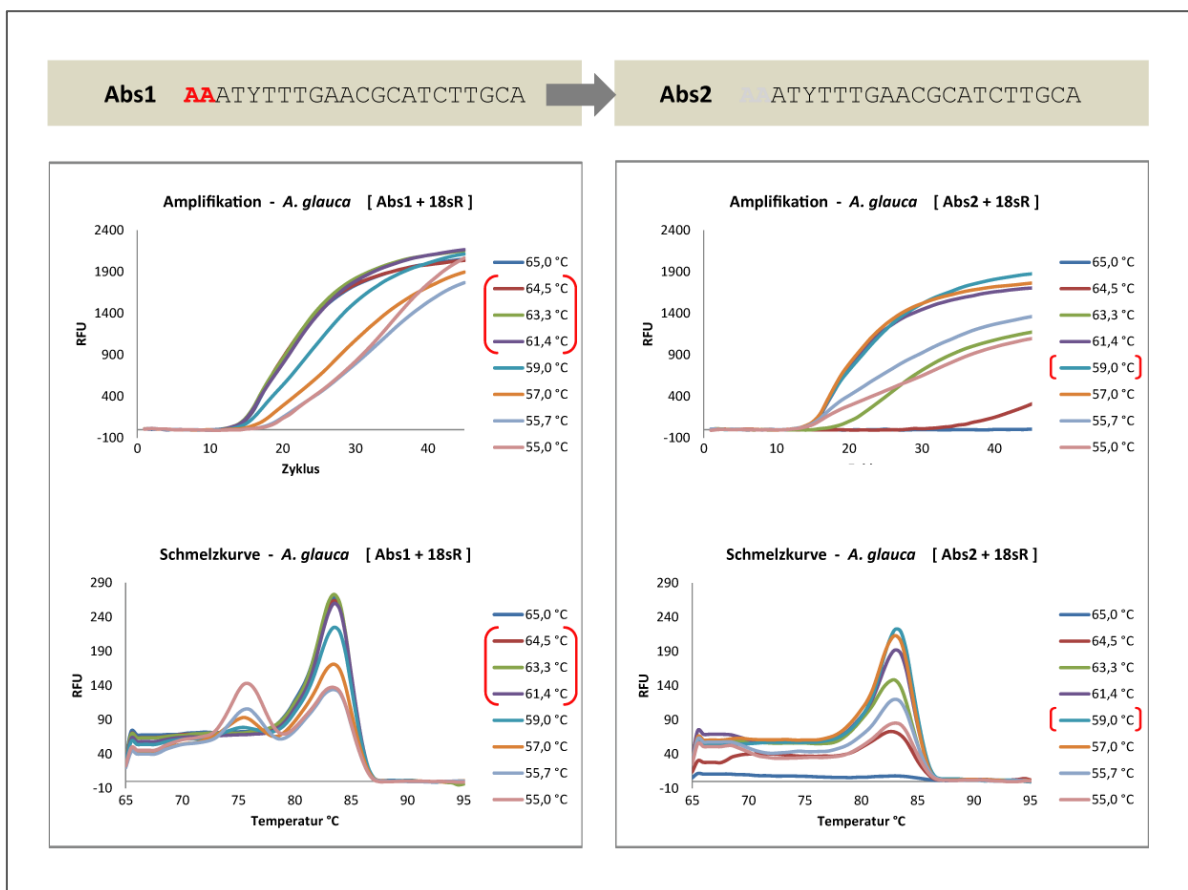 Abs1 AAATYTTTGAACGCATCTTGCA
Abs2 AAATYTTTGAACGCATCTTGCA
Amplifikation - A. glauca [ Abs1 + 18sR ]
2400
1900
1400
900
400
-100
RFU
0 10 20 30 40
Zyklus
65,0 °C
64,5 °C
63,3 °C
61,4 °C
59,0 °C
57,0 °C
55,7 °C
55,0 °C
Amplifikation - A. glauca [ Abs2 + 18sR ]
2400
1900
1400
900
400
-100
RFU
0 10 20 30 40
65,0 °C
64,5 °C
63,3 °C
61,4 °C
59,0 °C
57,0 °C
55,7 °C
55,0 °C
Schmelzkurve - A. glauca [ Abs1 + 18sR ]
290
240
190
140
90
40
-10
RFU
65 70 75 80 85 90 95
Temperatur °C
65,0 °C
64,5 °C
63,3 °C
61,4 °C
59,0 °C
57,0 °C
55,7 °C
55,0 °C
Schmelzkurve - A. glauca [ Abs2 + 18sR ]
290
240
190
140
90
40
-10
RFU
65 70 75 80 85 90 95
Temperatur °C
65,0 °C
64,5 °C
63,3 °C
61,4 °C
59,0 °C
57,0 °C
55,7 °C
55,0 °C